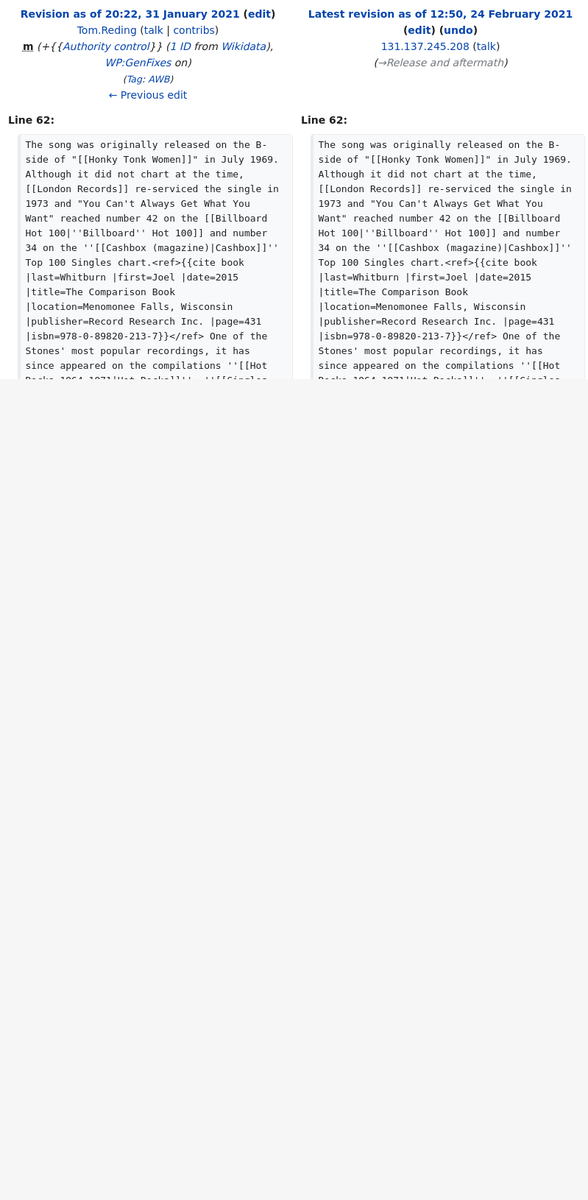 Revision as of 20:22, 31 January 2021 (edit)
Tom.Reding (talk | contribs)
m (+{{Authority control}} (1 ID from Wikidata),
WP:GenFixes on)
(Tag: AWB)
← Previous edit
Line 62:
The song was originally released on the B-
side of "[[Honky Tonk Women]]" in July 1969.
Although it did not chart at the time,
[[London Records]] re-serviced the single in
1973 and "You Can't Always Get What You
Want" reached number 42 on the [[Billboard
Hot 100|''Billboard'' Hot 100]] and number
34 on the ''[[Cashbox (magazine)|Cashbox]]''
Top 100 Singles chart.<ref>{{cite book
|last=Whitburn |first=Joel |date=2015
|title=The Comparison Book
|location=Menomonee Falls, Wisconsin
|publisher=Record Research Inc. |page=431
|isbn=978-0-89820-213-7}}</ref> One of the
Stones' most popular recordings, it has
since appeared on the compilations ''[[Hot
Rocks 1964-1971|Hot Rocks]]'', ''[[Singles
Latest revision as of 12:50, 24 February 2021
(edit) (undo)
131.137.245.208 (talk)
(→Release and aftermath)
Line 62:
The song was originally released on the B-
side of "[[Honky Tonk Women]]" in July 1969.
Although it did not chart at the time,
[[London Records]] re-serviced the single in
1973 and "You Can't Always Get What You
Want" reached number 42 on the [[Billboard
Hot 100|''Billboard'' Hot 100]] and number
34 on the ''[[Cashbox (magazine)|Cashbox]]''
Top 100 Singles chart.<ref>{{cite book
|last=Whitburn |first=Joel |date=2015
|title=The Comparison Book
|location=Menomonee Falls, Wisconsin
|publisher=Record Research Inc. |page=431
|isbn=978-0-89820-213-7}}</ref> One of the
Stones' most popular recordings, it has
since appeared on the compilations ''[[Hot
Rocks 1964-1971|Hot Rocks]]'', ''[[Singles